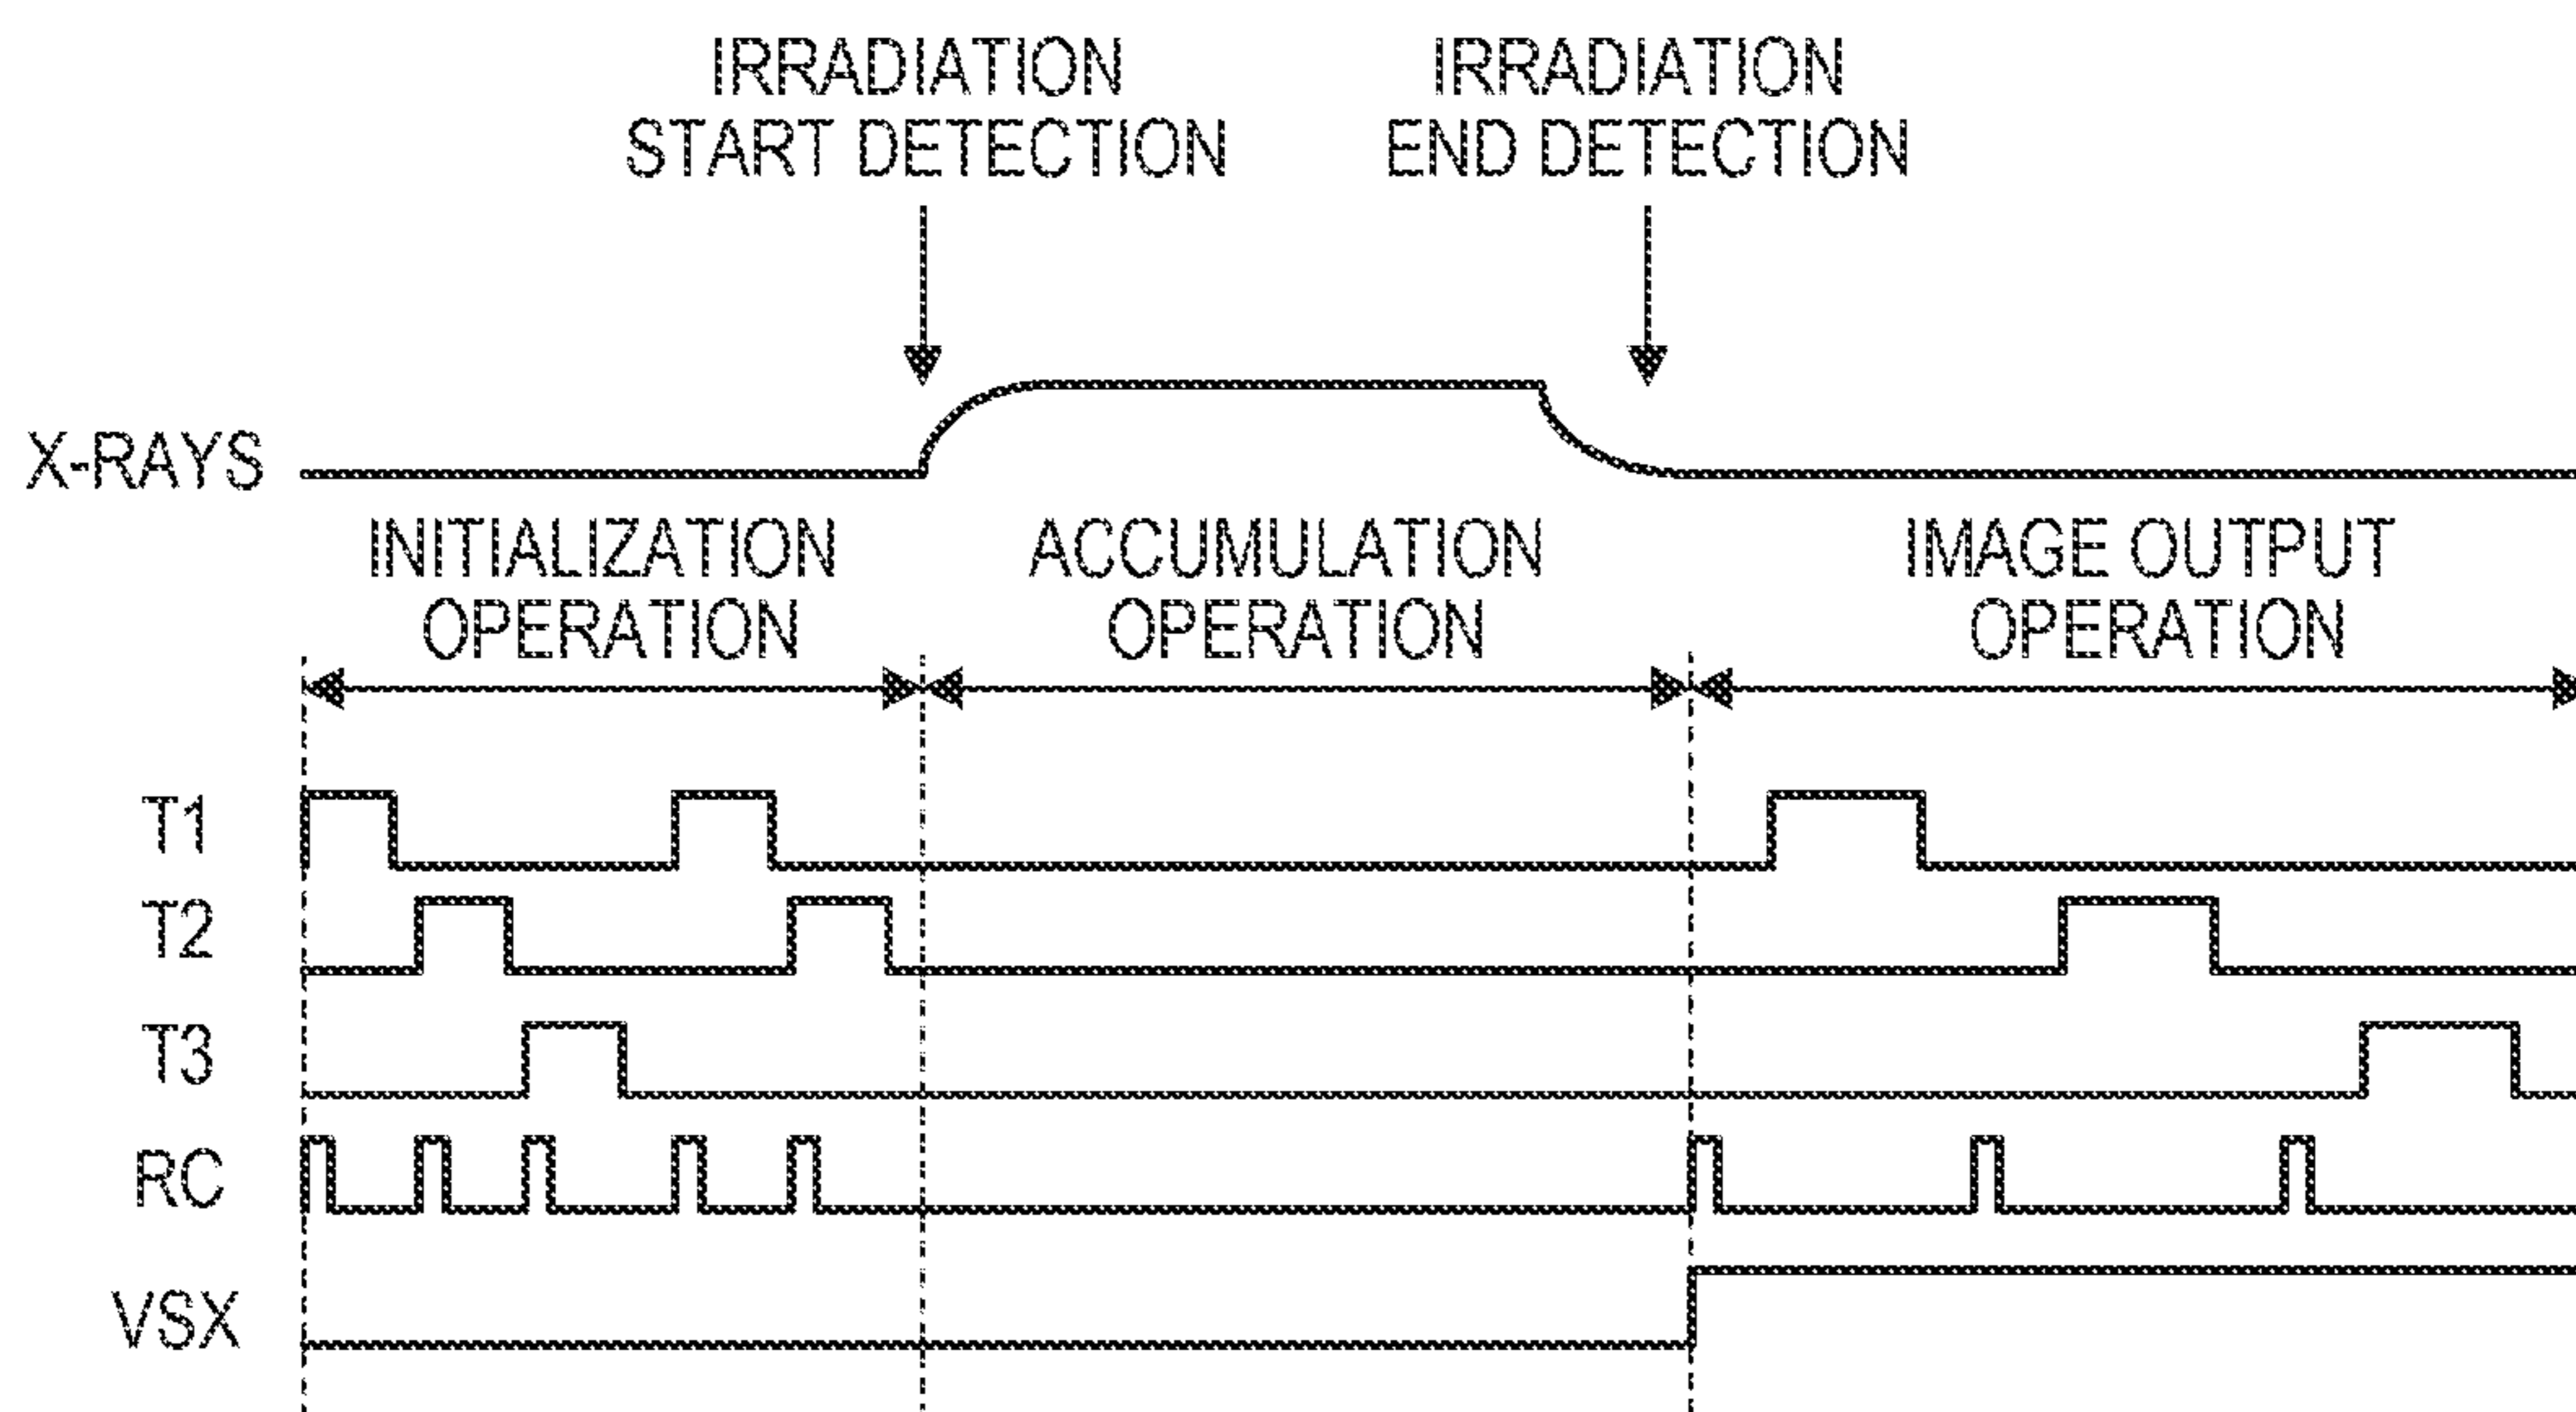 IRRADIATION
START DETECTION
IRRADIATION
END DETECTION
X-RAYS
INITIALIZATION
OPERATION
ACCUMULATION
OPERATION
IMAGE OUTPUT
OPERATION
T1
T2
T3
RC
VSX